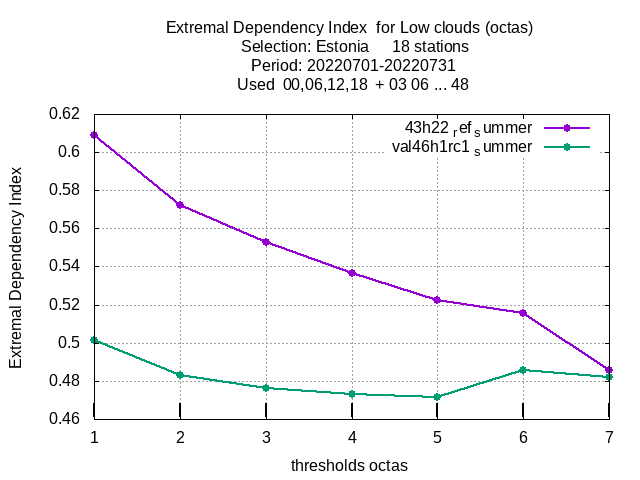 Extremal Dependency Index  for Low clouds (octas)
Selection: Estonia     18 stations
Period: 20220701-20220731
Used  00,06,12,18  + 03 06 ... 48
0.62
0.6
0.58
0.56
0.54
0.52
0.5
0.48
0.46
Extremal Dependency Index
43h22 ref summer
val46h1rc1 summer
1 2 3 4 5 6 7
thresholds octas